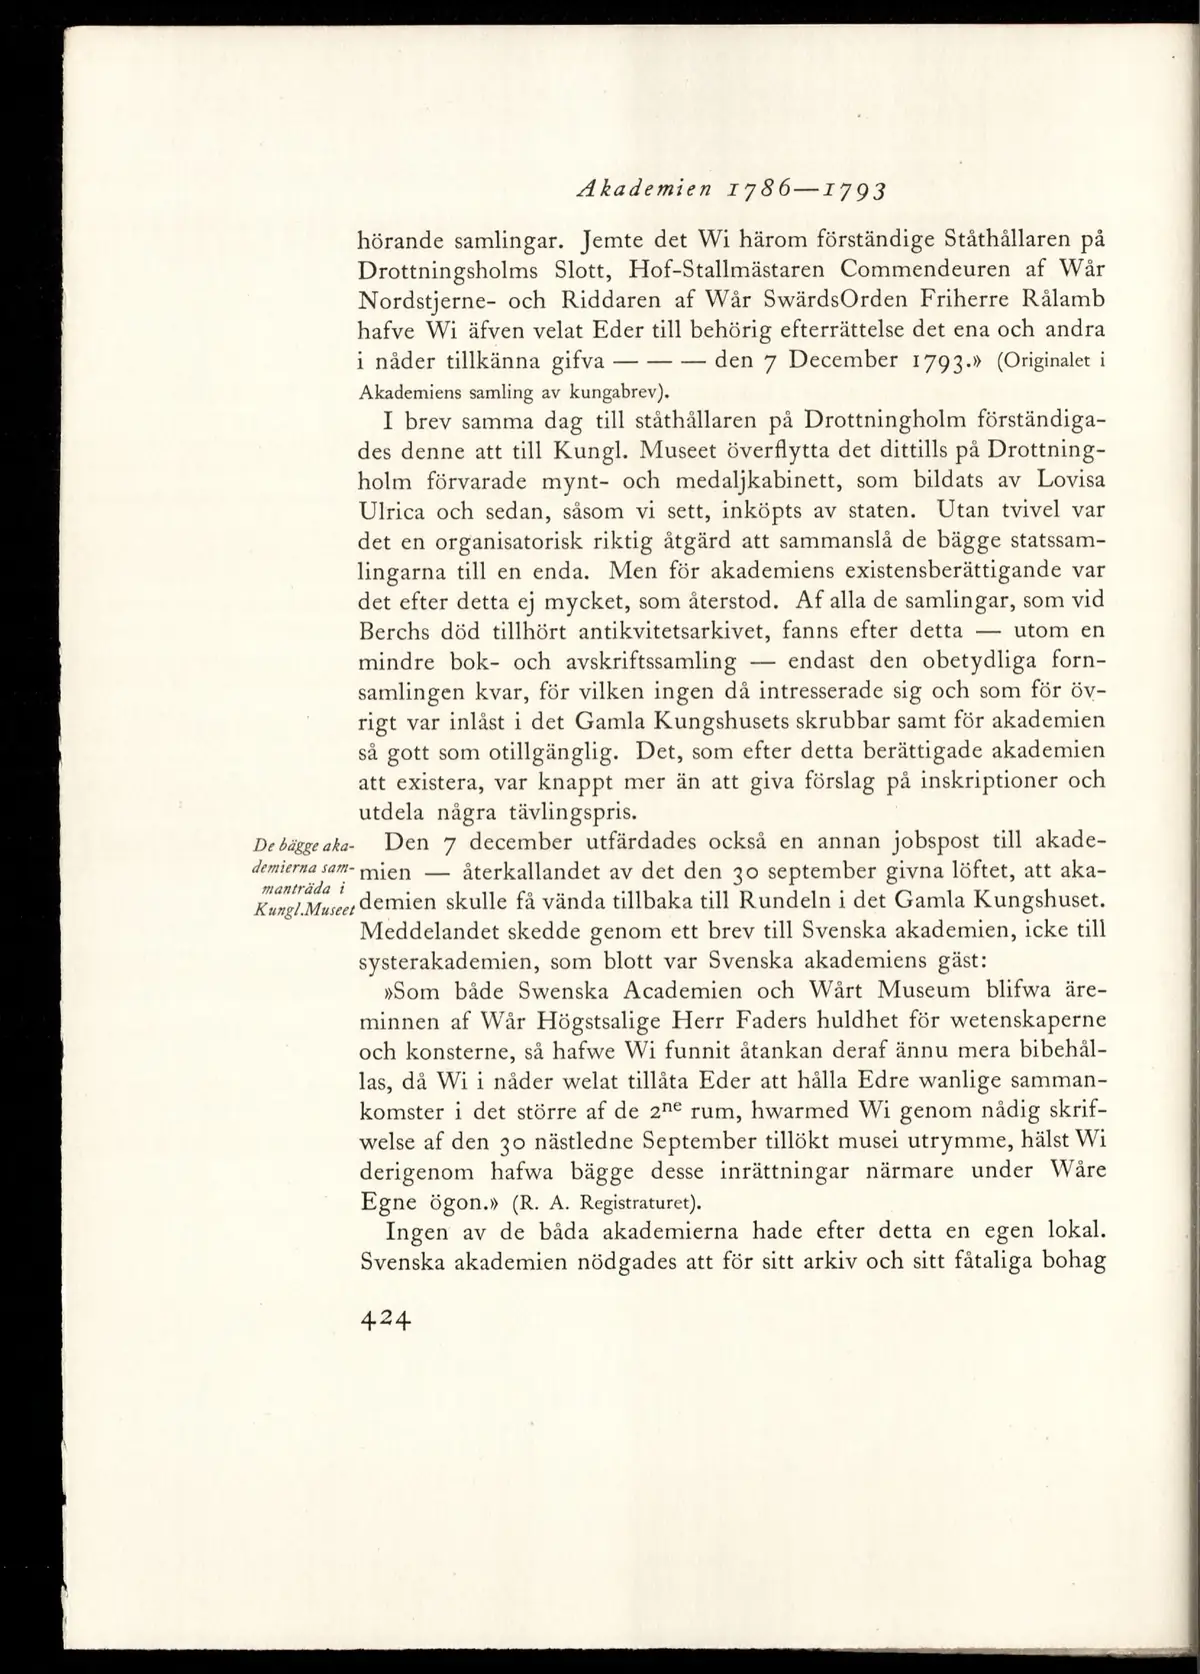 Akademien 1786—1793
hörande samlingar. Jemte det Wi härom förständige Ståthållaren på
Drottningsholms Slott, Hof-Stallmästaren Commendeuren af Wår
Nordstjerne- och Riddaren af Wår SwärdsOrden Friherre Rålamb
hafve Wi äfven velat Eder till behörig efterrättelse det ena och andra
i nåder tillkänna gifva — — — den 7 December 1793.» (Originalet i
Akademiens samling av kungabrev).
I brev samma dag till ståthållaren på Drottningholm förständiga-
des denne att till Kungl. Museet överflytta det dittills på Drottning-
holm förvarade mynt- och medaljkabinett, som bildats av Lovisa
Ulrica och sedan, såsom vi sett, inköpts av staten. Utan tvivel var
det en organisatorisk riktig åtgärd att sammanslå de bägge statssam-
lingarna till en enda. Men för akademiens existensberättigande var
det efter detta ej mycket, som återstod. Af alla de samlingar, som vid
Berchs död tillhört antikvitetsarkivet, fanns efter detta — utom en
mindre bok- och avskriftssamling — endast den obetydliga forn-
samlingen kvar, för vilken ingen då intresserade sig och som för öv-
rigt var inlåst i det Gamla Kungshusets skrubbar samt för akademien
så gott som otillgänglig. Det, som efter detta berättigade akademien
att existera, var knappt mer än att giva förslag på inskriptioner och
utdela några tävlingspris.
De bägge aka-
demierna sam-
manträda i
Kungl.Museet
Den 7 december utfärdades också en annan jobspost till akade-
mien — återkallandet av det den 30 september givna löftet, att aka-
demien skulle få vända tillbaka till Rundeln i det Gamla Kungshuset.
Meddelandet skedde genom ett brev till Svenska akademien, icke till
systerakademien, som blott var Svenska akademiens gäst:
»Som både Swenska Academien och Wårt Museum blifwa äre-
minnen af Wår Högstsalige Herr Faders huldhet för wetenskaperne
och konsterne, så hafwe Wi funnit åtankan deraf ännu mera bibehål-
las, då Wi i nåder welat tillåta Eder att hålla Edre wanlige samman-
komster i det större af de 2ne rum, hwarmed Wi genom nådig skrif-
welse af den 30 nästledne September tillökt musei utrymme, hälst Wi
derigenom hafwa bägge desse inrättningar närmare under Wåre
Egne ögon.» (R. A. Registraturet).
Ingen av de båda akademierna hade efter detta en egen lokal.
Svenska akademien nödgades att för sitt arkiv och sitt fåtaliga bohag
424